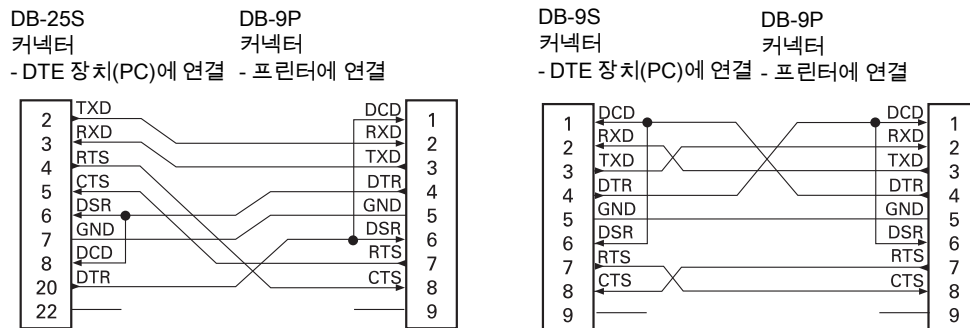 DB-25S DB-9P
커넥터 커넥터
- DTE 장치(PC)에 연결 - 프린터에 연결
2 TXD DCD 1
3 RXD RXD 2
4 RTS TXD 3
5 CTS DTR 4
6 DSR GND 5
7 GND DSR 6
8 DCD RTS 7
20 DTR CTS 8
22 9
DB-9S DB-9P
커넥터 커넥터
- DTE 장치(PC)에 연결 - 프린터에 연결
1 DCD DCD 1
2 RXD RXD 2
3 TXD TXD 3
4 DTR DTR 4
5 GND GND 5
6 DSR DSR 6
7 RTS RTS 7
8 CTS CTS 8
9 9